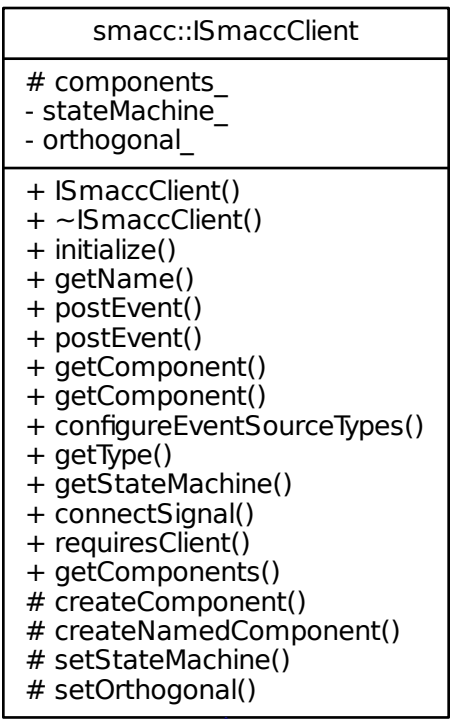 smacc::ISmaccClient
# components_
- stateMachine_
- orthogonal_
+ ISmaccClient()
+ ~ISmaccClient()
+ initialize()
+ getName()
+ postEvent()
+ postEvent()
+ getComponent()
+ getComponent()
+ configureEventSourceTypes()
+ getType()
+ getStateMachine()
+ connectSignal()
+ requiresClient()
+ getComponents()
# createComponent()
# createNamedComponent()
# setStateMachine()
# setOrthogonal()